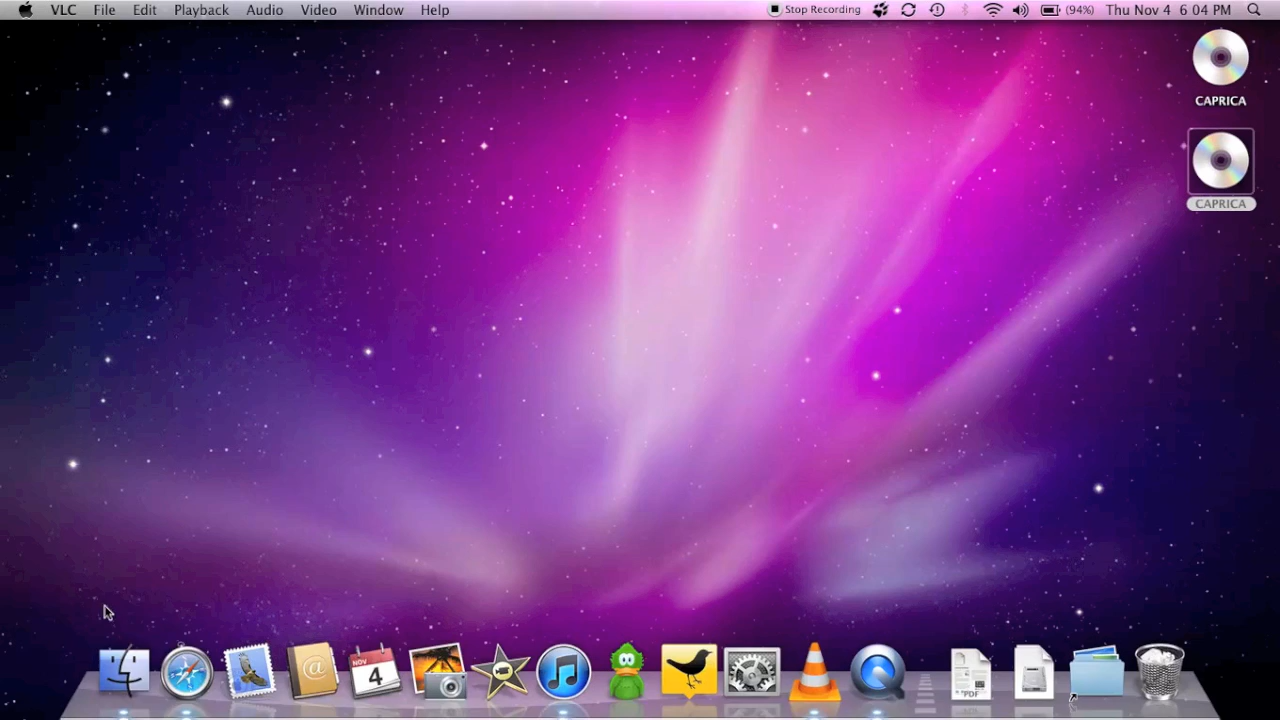 VLC File Edit Playback Audio Video Window Help Stop Recording (94%) Thu Nov 4 6:04 PM
CAPRICA
CAPRICA
NOV
4
@
PDF